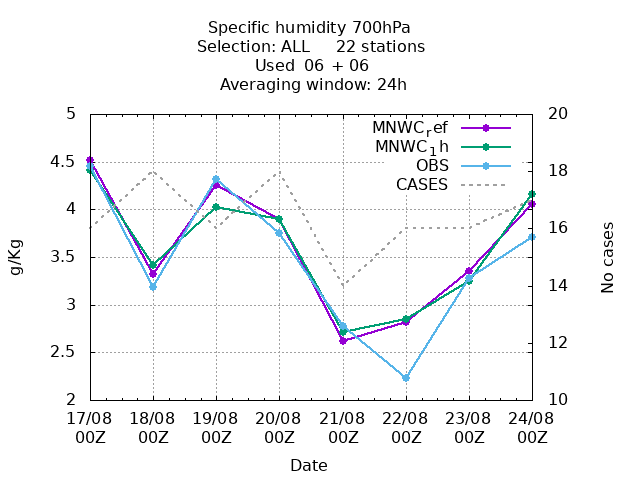 Specific humidity 700hPa
Selection: ALL     22 stations
Used  06 + 06
Averaging window: 24h
MNWC_ref
MNWC_1h
OBS
CASES
5
4.5
4
3.5
3
2.5
2
20
18
16
14
12
10
g/Kg
No cases
17/08 18/08 19/08 20/08 21/08 22/08 23/08 24/08
00Z 00Z 00Z 00Z 00Z 00Z 00Z 00Z
Date